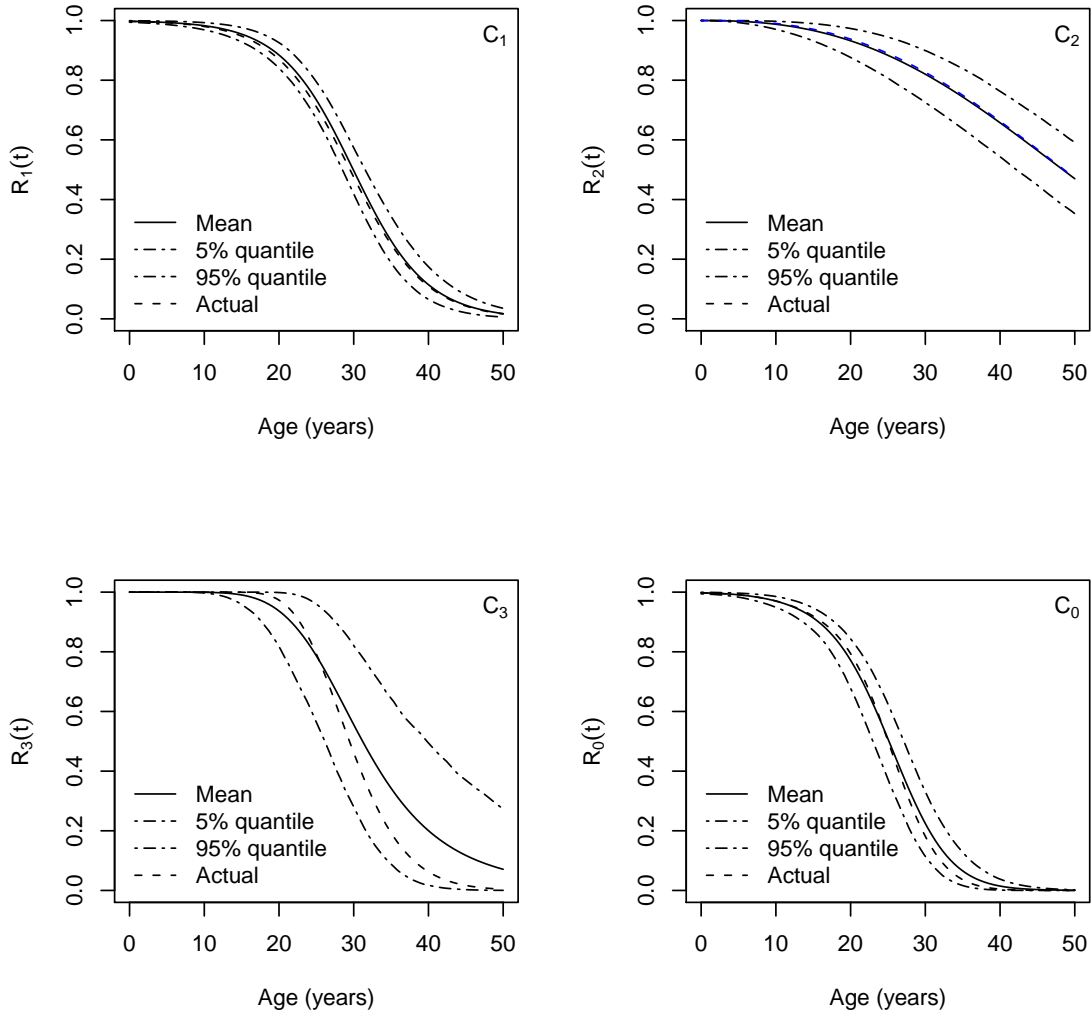 C1
R1(t)
1.0
0.8
0.6
0.4
0.2
0.0
Mean
5% quantile
95% quantile
Actual
0 10 20 30 40 50
Age (years)
C2
R2(t)
1.0
0.8
0.6
0.4
0.2
0.0
Mean
5% quantile
95% quantile
Actual
0 10 20 30 40 50
Age (years)
C3
R3(t)
1.0
0.8
0.6
0.4
0.2
0.0
Mean
5% quantile
95% quantile
Actual
0 10 20 30 40 50
Age (years)
C0
R0(t)
1.0
0.8
0.6
0.4
0.2
0.0
Mean
5% quantile
95% quantile
Actual
0 10 20 30 40 50
Age (years)